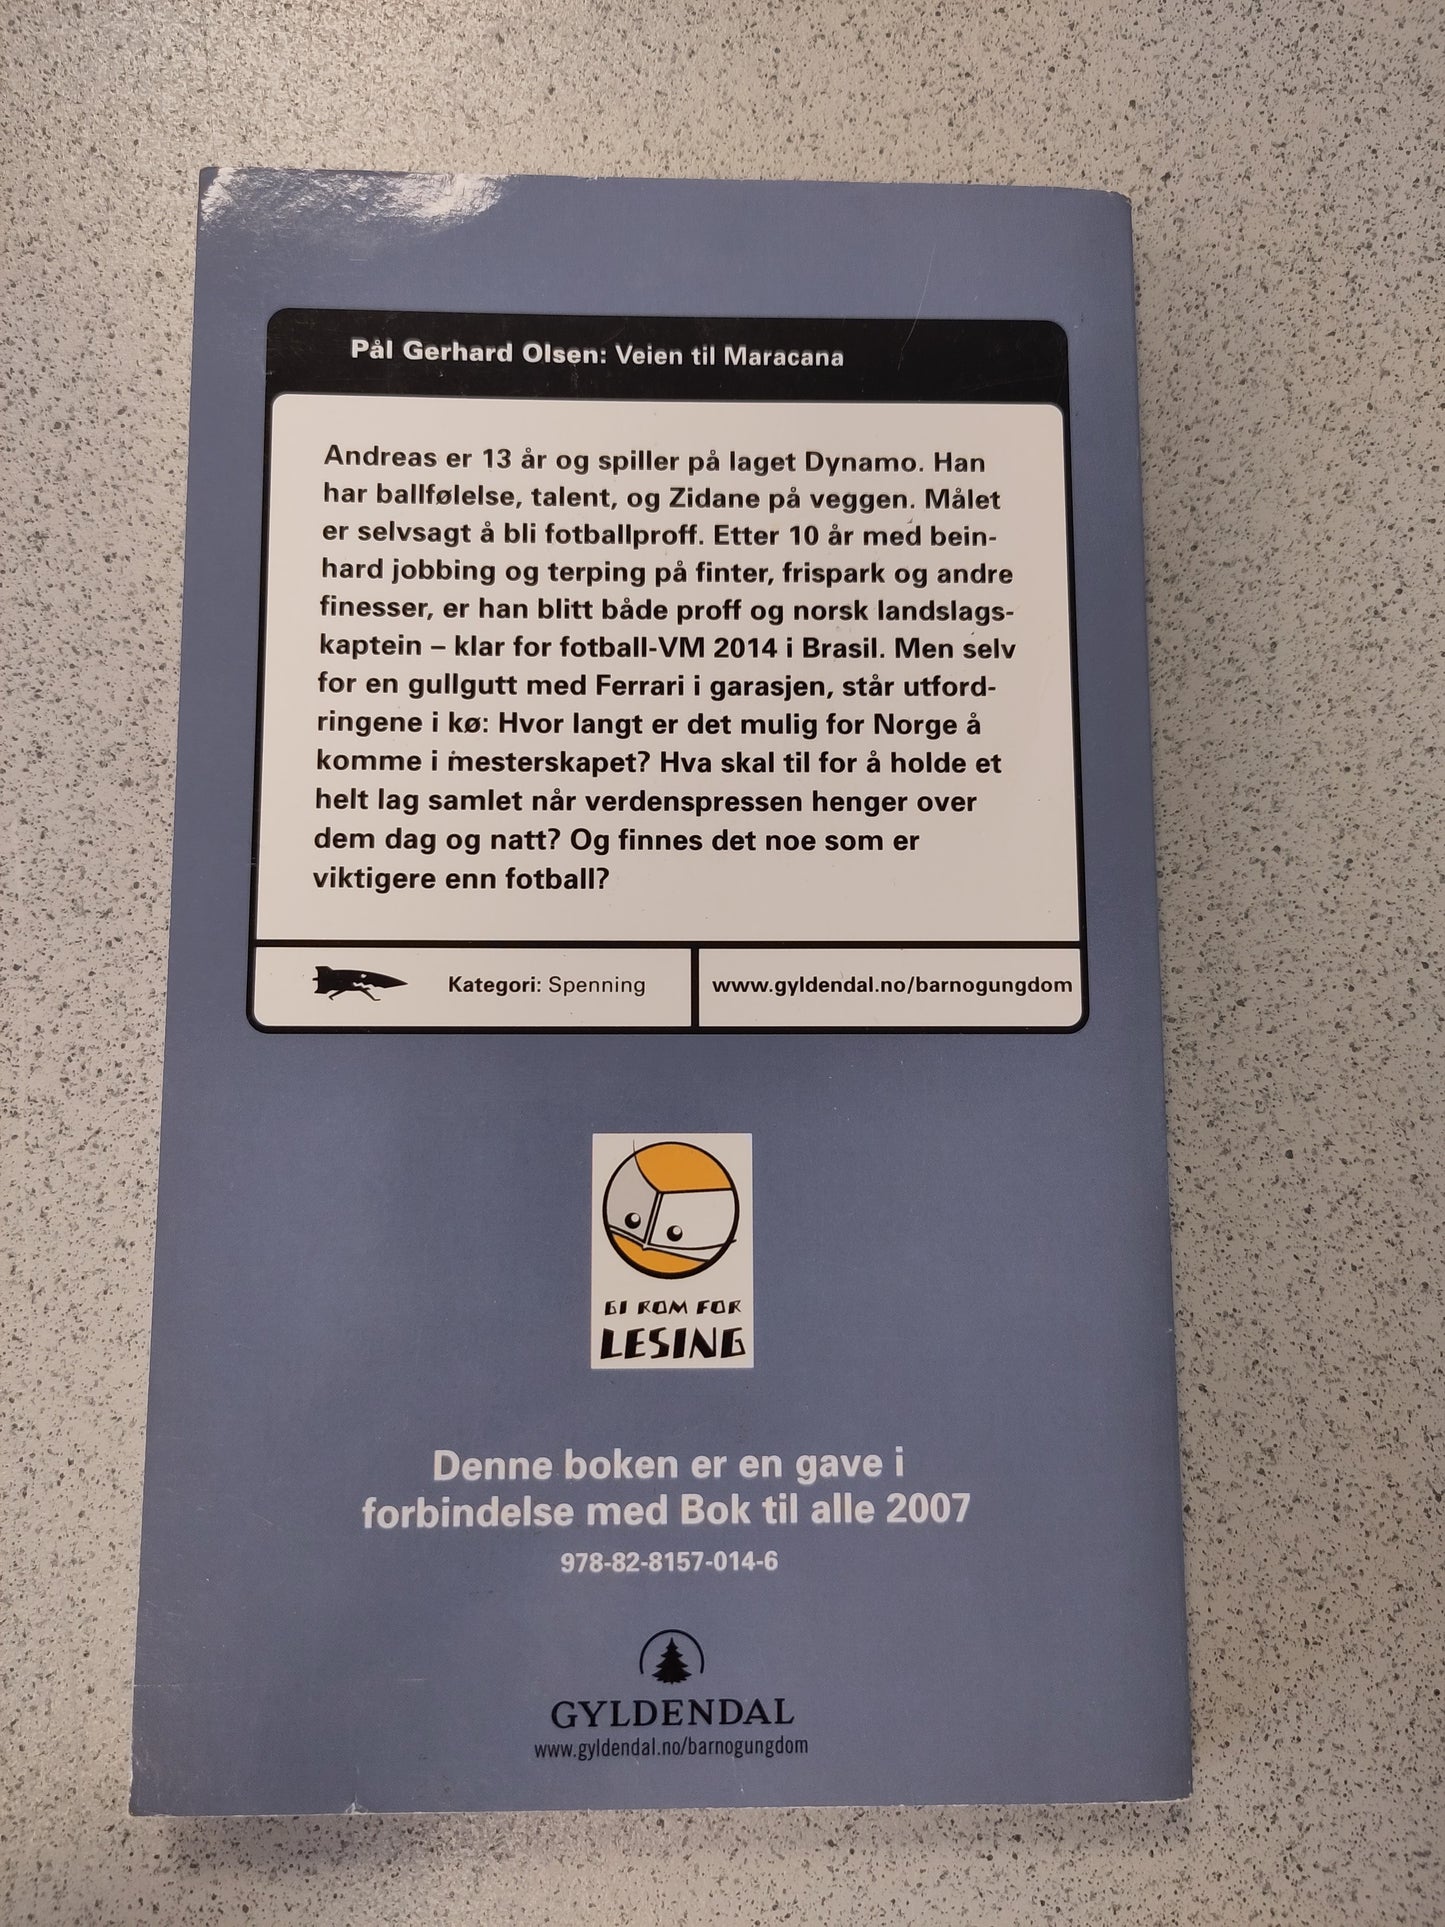 Pål Gerhard Olsen: Veien til Maracana
Andreas er 13 år og spiller på laget Dynamo. Han
har ballfølelse, talent, og Zidane på veggen. Målet
er selvsagt å bli fotballproff. Etter 10 år med bein-
hard jobbing og terping på finter, frispark og andre
finesser, er han blitt både proff og norsk landslags-
kaptein – klar for fotball-VM 2014 i Brasil. Men selv
for en gullgutt med Ferrari i garasjen, står utford-
ringene i kø: Hvor langt er det mulig for Norge å
komme i mesterskapet? Hva skal til for å holde et
helt lag samlet når verdenspressen henger over
dem dag og natt? Og finnes det noe som er
viktigere enn fotball?
Kategori: Spenning
www.gyldendal.no/barnogungdom
GI ROM FOR
LESING
Denne boken er en gave i
forbindelse med Bok til alle 2007
978-82-8157-014-6
GYLDENDAL
www.gyldendal.no/barnogungdom